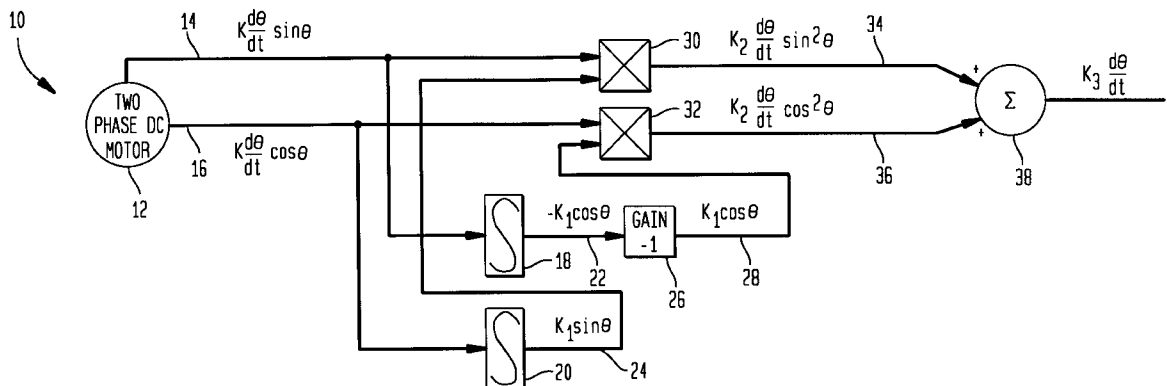 10
14
K dθ/dt sinθ
30
K₂ dθ/dt sin²θ
34
TWO
PHASE DC
MOTOR
12
16
K dθ/dt cosθ
32
K₂ dθ/dt cos²θ
36
+
+
Σ
38
K₃ dθ/dt
∫
18
-K₁cosθ
22
GAIN
-1
26
K₁cosθ
28
∫
20
K₁sinθ
24